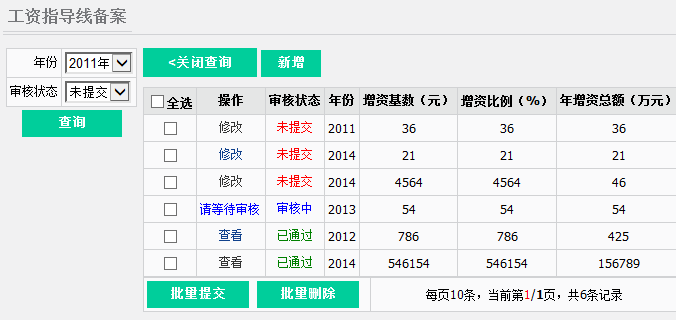 工资指导线备案
年份 2011年
审核状态 未提交
查询
<关闭查询 新增
全选 操作 审核状态 年份 增资基数（元） 增资比例（%） 年增资总额（万元）
修改 未提交 2011 36 36 36
修改 未提交 2014 21 21 21
修改 未提交 2014 4564 4564 46
请等待审核 审核中 2013 54 54 54
查看 已通过 2012 786 786 425
查看 已通过 2014 546154 546154 156789
批量提交 批量删除 每页10条，当前第1/1页，共6条记录